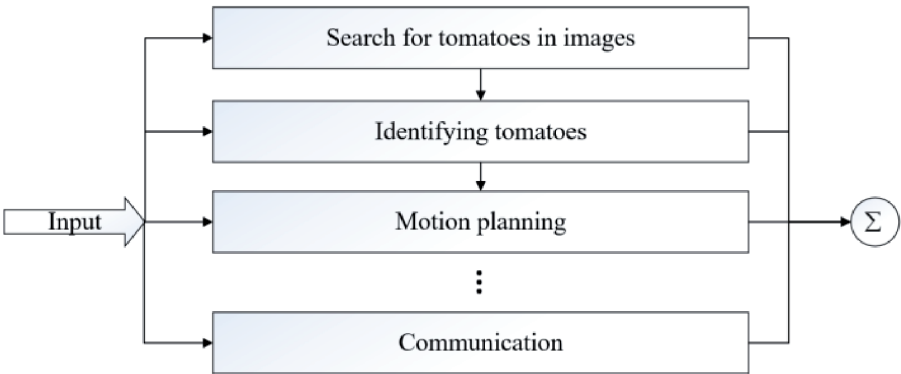 Search for tomatoes in images
Identifying tomatoes
Input
Motion planning
Σ
⋮
Communication